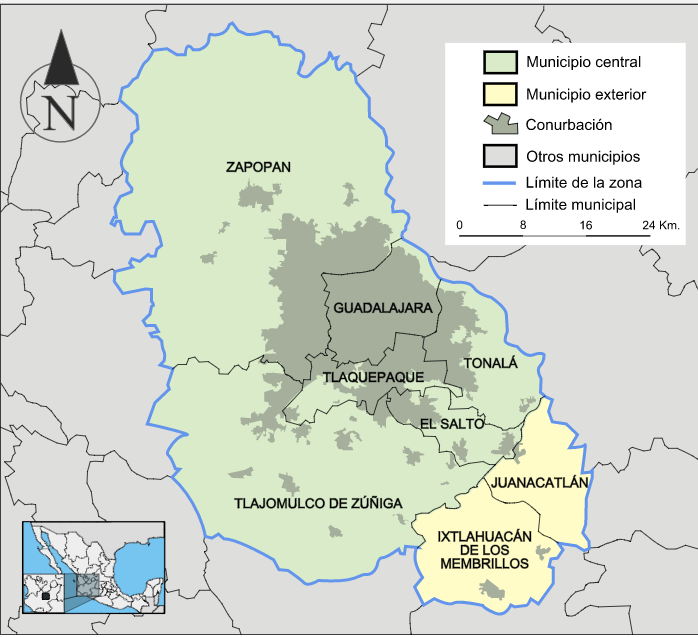 N
Municipio central
Municipio exterior
Conurbación
Otros municipios
Límite de la zona
Límite municipal
0 8 16 24 Km.
ZAPOPAN
GUADALAJARA
TONALÁ
TLAQUEPAQUE
EL SALTO
JUANACATLÁN
TLAJOMULCO DE ZÚÑIGA
IXTLAHUACÁN
DE LOS
MEMBRILLOS